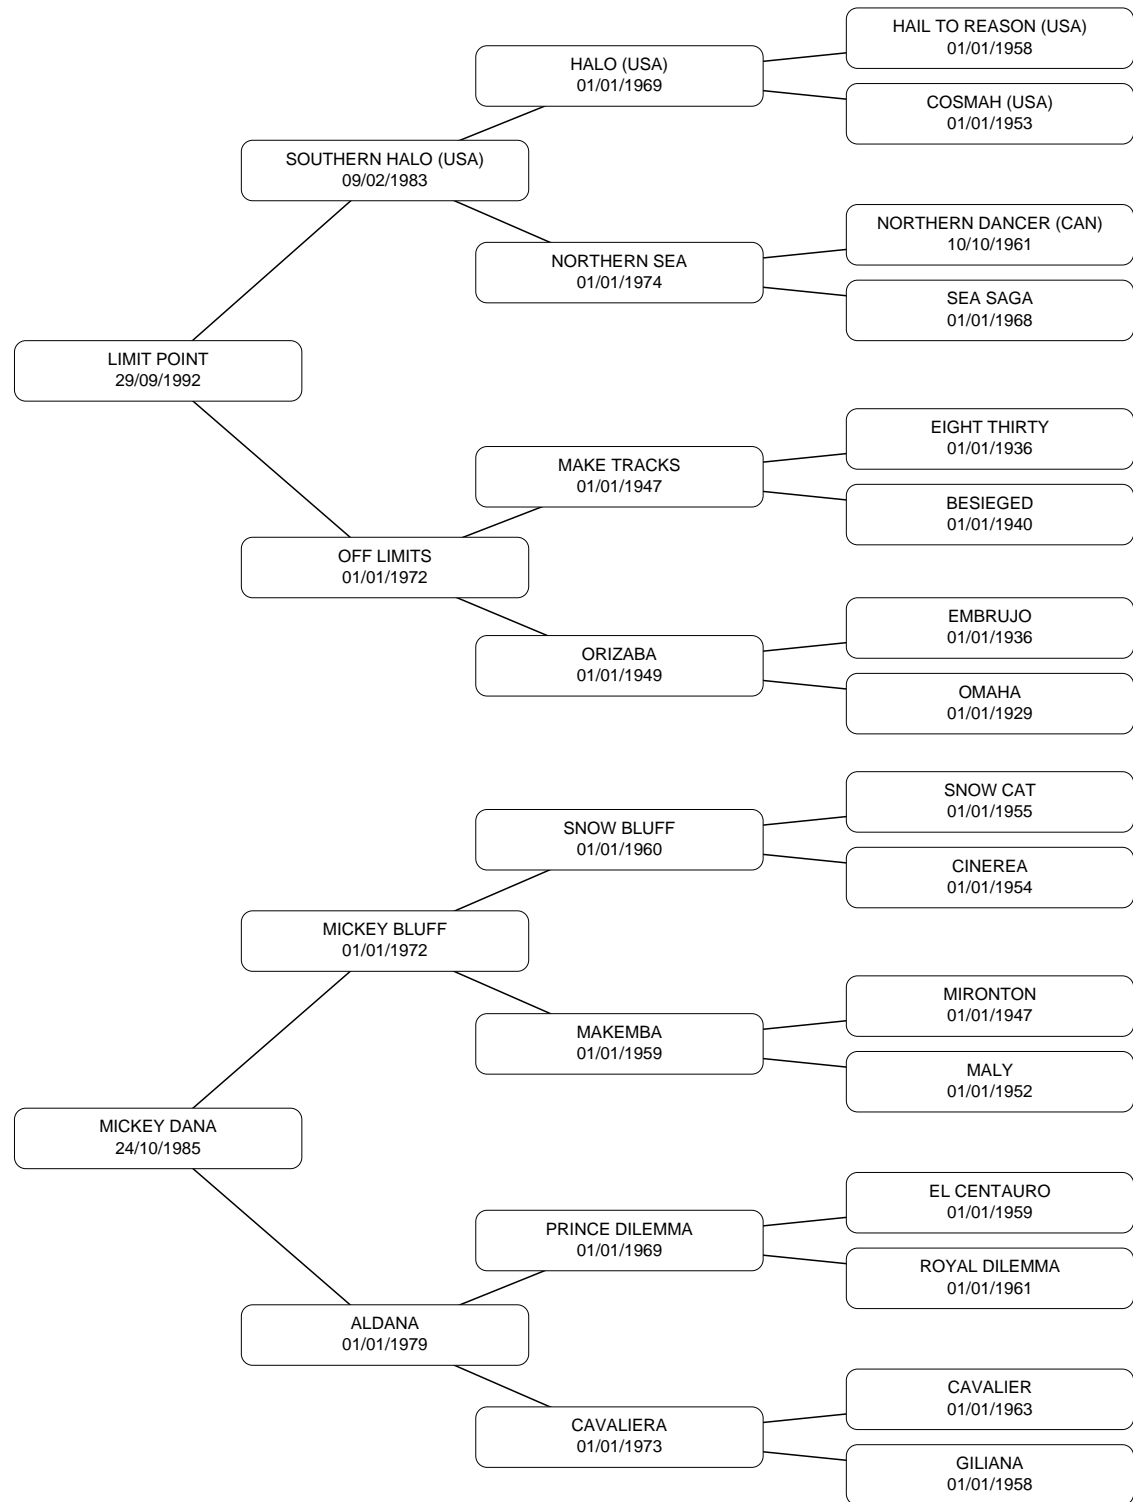 HAIL TO REASON (USA)
01/01/1958
HALO (USA)
01/01/1969
COSMAH (USA)
01/01/1953
SOUTHERN HALO (USA)
09/02/1983
NORTHERN DANCER (CAN)
10/10/1961
NORTHERN SEA
01/01/1974
SEA SAGA
01/01/1968
LIMIT POINT
29/09/1992
EIGHT THIRTY
01/01/1936
MAKE TRACKS
01/01/1947
BESIEGED
01/01/1940
OFF LIMITS
01/01/1972
EMBRUJO
01/01/1936
ORIZABA
01/01/1949
OMAHA
01/01/1929
SNOW CAT
01/01/1955
SNOW BLUFF
01/01/1960
CINEREA
01/01/1954
MICKEY BLUFF
01/01/1972
MIRONTON
01/01/1947
MAKEMBA
01/01/1959
MALY
01/01/1952
MICKEY DANA
24/10/1985
EL CENTAURO
01/01/1959
PRINCE DILEMMA
01/01/1969
ROYAL DILEMMA
01/01/1961
ALDANA
01/01/1979
CAVALIER
01/01/1963
CAVALIERA
01/01/1973
GILIANA
01/01/1958